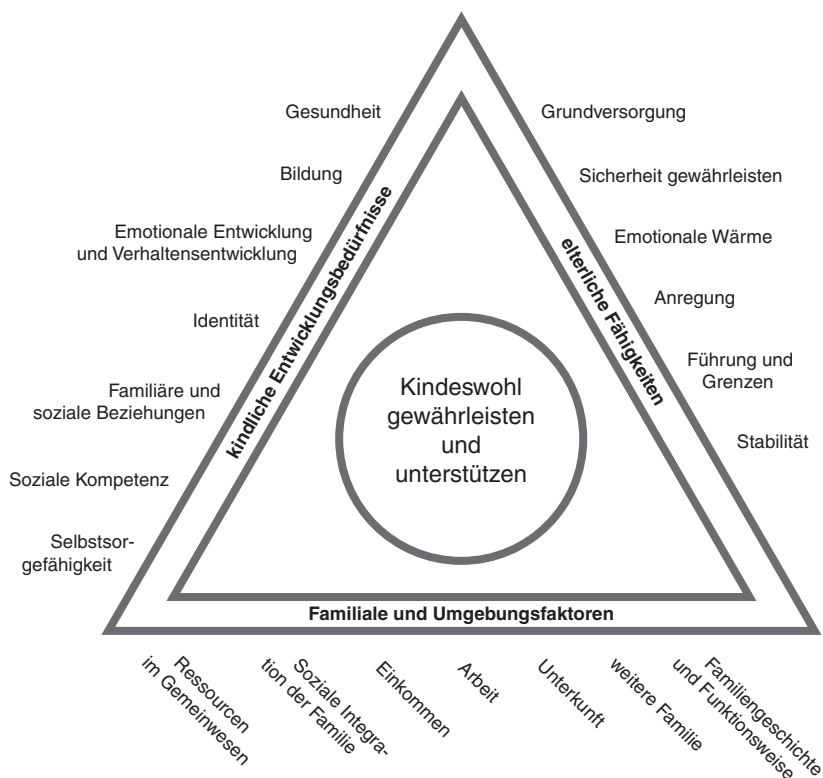 Gesundheit
Bildung
Emotionale Entwicklung
und Verhaltensentwicklung
Identität
Familiäre und
soziale Beziehungen
Soziale Kompetenz
Selbstsor-
gefähigkeit
kindliche Entwicklungsbedürfnisse
Grundversorgung
Sicherheit gewährleisten
Emotionale Wärme
Anregung
Führung und
Grenzen
Stabilität
elterliche Fähigkeiten
Kindeswohl
gewährleisten
und
unterstützen
Familiale und Umgebungsfaktoren
Ressourcen
im Gemeinwesen
Soziale Integra-
tion der Familie
Einkommen
Arbeit
Unterkunft
weitere Familie
Familiengeschichte
und Funktionsweise